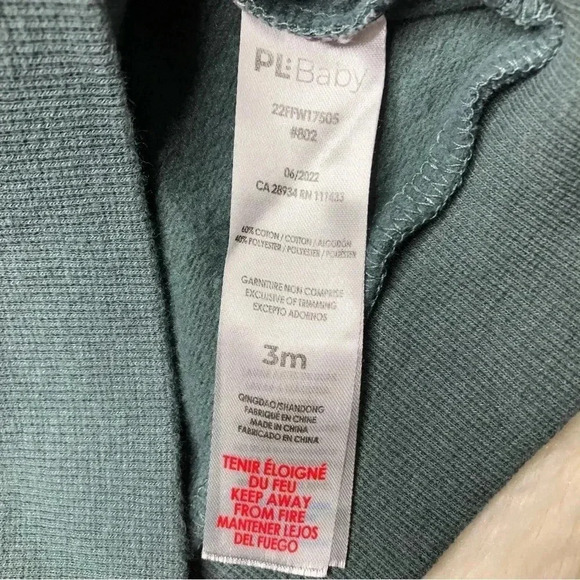 PL:Baby
22FFW17505
#802
06/2022
CA 28934 RN 111433
60% COTON / COTTON / ALGODÓN
40% POLYESTER / POLYESTER / POLIÉSTER
GARNITURE NON COMPRISE
EXCLUSIVE OF TRIMMING
EXCEPTO ADORNOS
3m
QINGDAO/SHANDONG
FABRIQUÉ EN CHINE
MADE IN CHINA
FABRICADO EN CHINA
TENIR ÉLOIGNÉ
DU FEU
KEEP AWAY
FROM FIRE
MANTENER LEJOS
DEL FUEGO